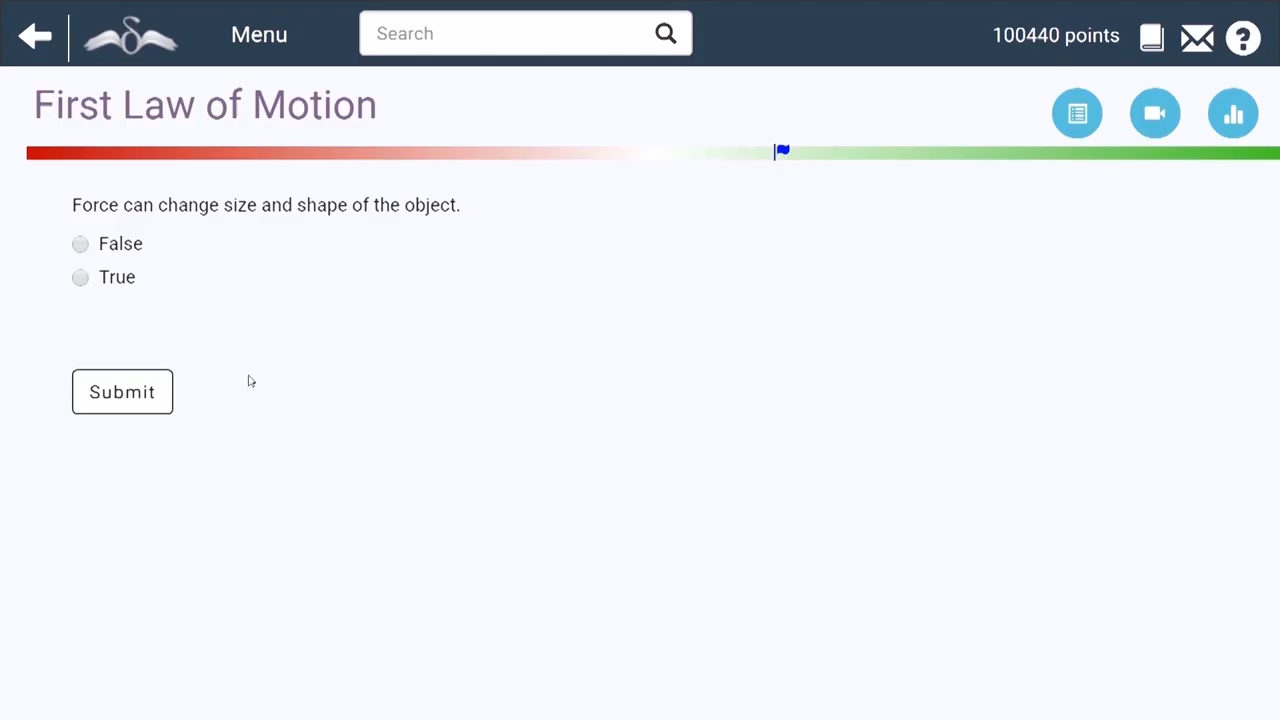 Menu
Search
100440 points
First Law of Motion
Force can change size and shape of the object.
False
True
Submit